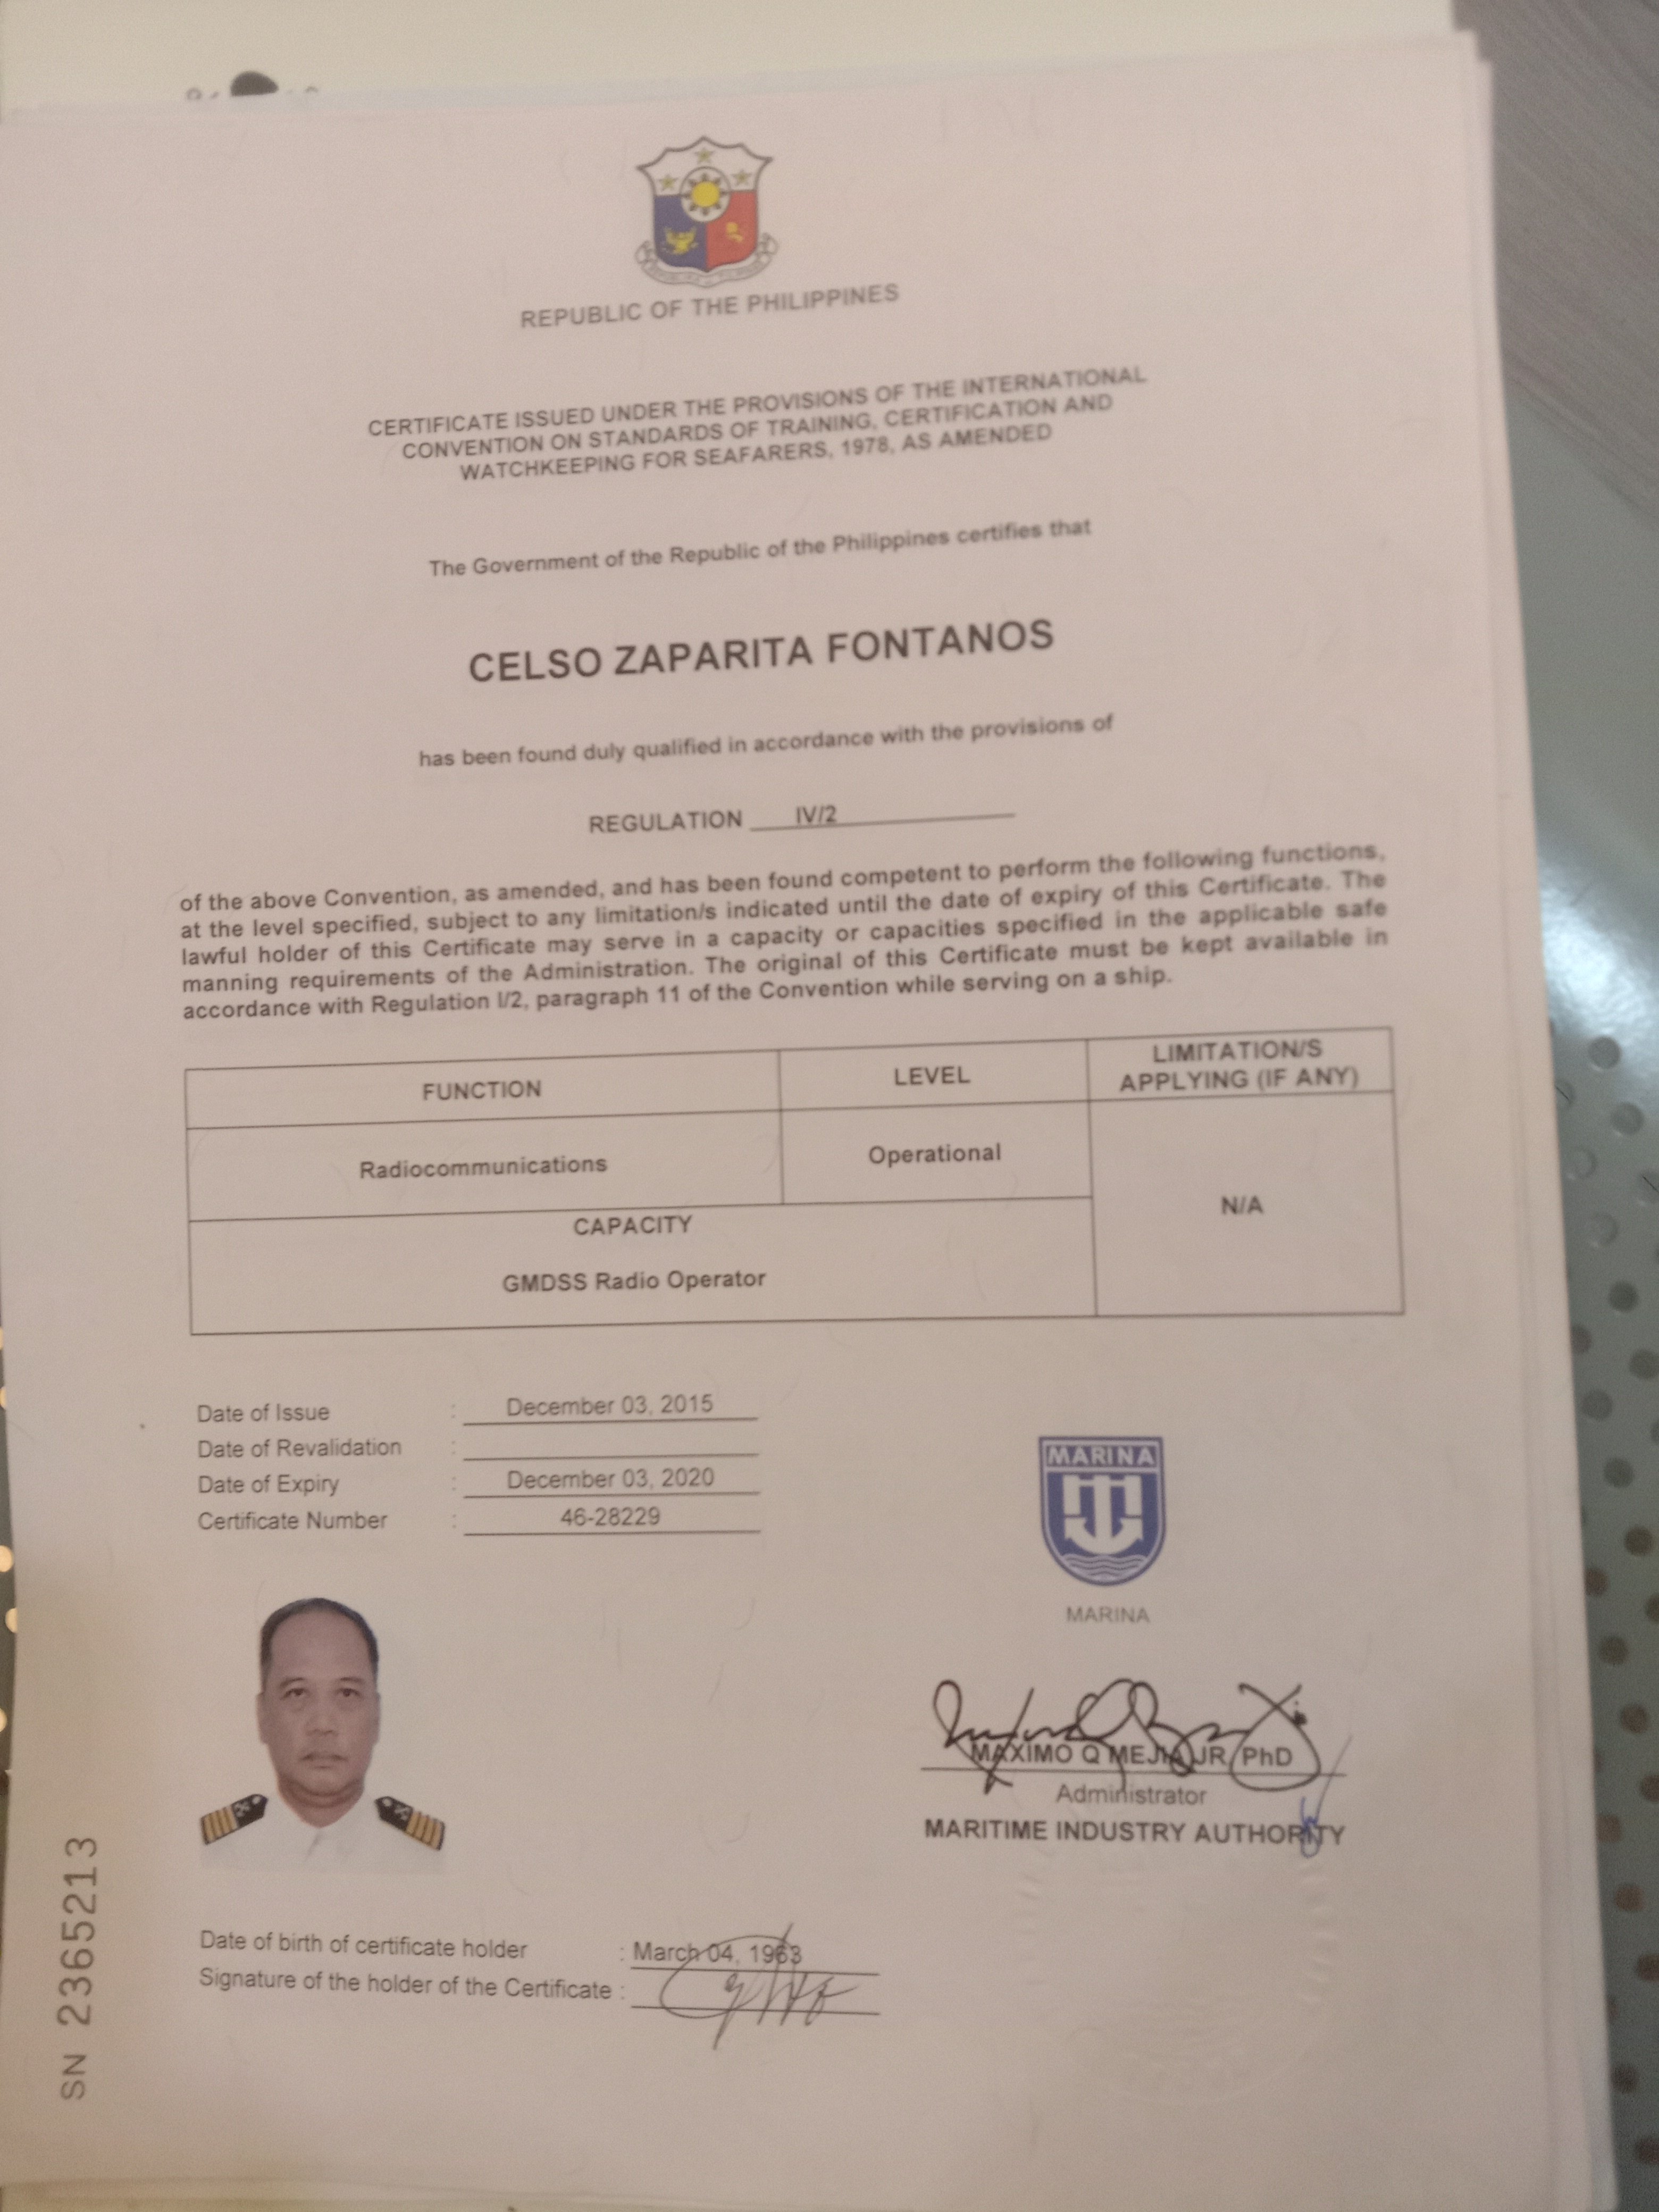 REPUBLIC OF THE PHILIPPINES
CERTIFICATE ISSUED UNDER THE PROVISIONS OF THE INTERNATIONAL
CONVENTION ON STANDARDS OF TRAINING, CERTIFICATION AND
WATCHKEEPING FOR SEAFARERS, 1978, AS AMENDED
The Government of the Republic of the Philippines certifies that
CELSO ZAPARITA FONTANOS
has been found duly qualified in accordance with the provisions of
REGULATION IV/2
of the above Convention, as amended, and has been found competent to perform the following functions,
at the level specified, subject to any limitation/s indicated until the date of expiry of this Certificate. The
lawful holder of this Certificate may serve in a capacity or capacities specified in the applicable safe
manning requirements of the Administration. The original of this Certificate must be kept available in
accordance with Regulation I/2, paragraph 11 of the Convention while serving on a ship.
FUNCTION LEVEL LIMITATION/S
APPLYING (IF ANY)
Radiocommunications Operational
N/A
CAPACITY
GMDSS Radio Operator
Date of Issue : December 03, 2015
Date of Revalidation :
Date of Expiry : December 03, 2020
Certificate Number : 46-28229
MARINA
MARINA
MAXIMO Q MEJIA JR, PhD
Administrator
MARITIME INDUSTRY AUTHORITY
Date of birth of certificate holder : March 04, 1963
Signature of the holder of the Certificate :
SN 2365213